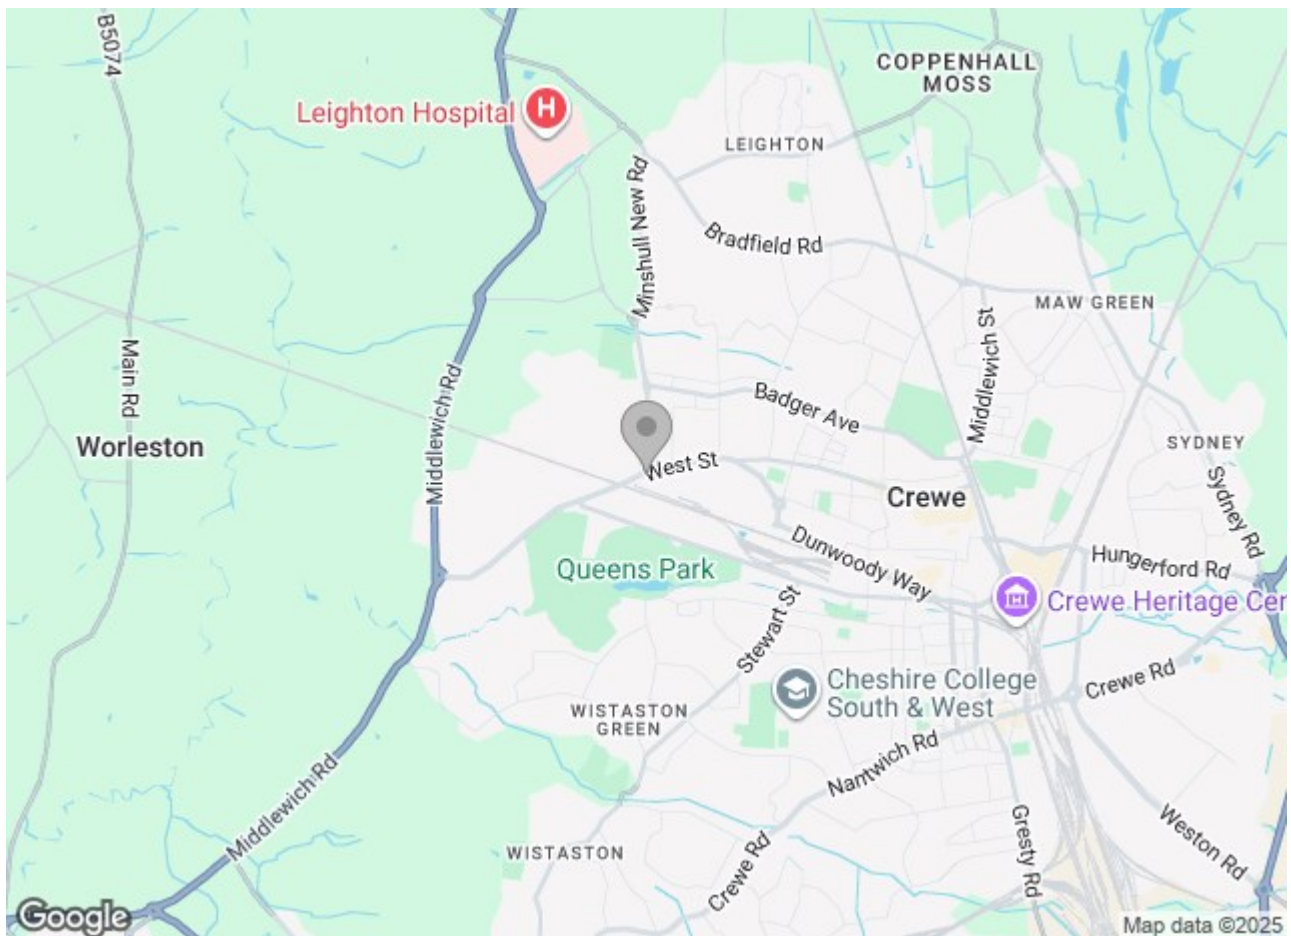 B5074
COPPENHALL
MOSS
Leighton Hospital
H
LEIGHTON
Minshull New Rd
Bradfield Rd
MAW GREEN
Middlewich St
Main Rd
Middlewich Rd
Badger Ave
Worleston
SYDNEY
West St
Crewe
Sydney Rd
Dunwoody Way
Hungerford Rd
Queens Park
Crewe Heritage Cer
Stewart St
Cheshire College
South & West
Crewe Rd
WISTASTON
GREEN
Nantwich Rd
Middlewich Rd
Gresty Rd
Weston Rd
WISTASTON
Crewe Rd
Google
Map data ©2025